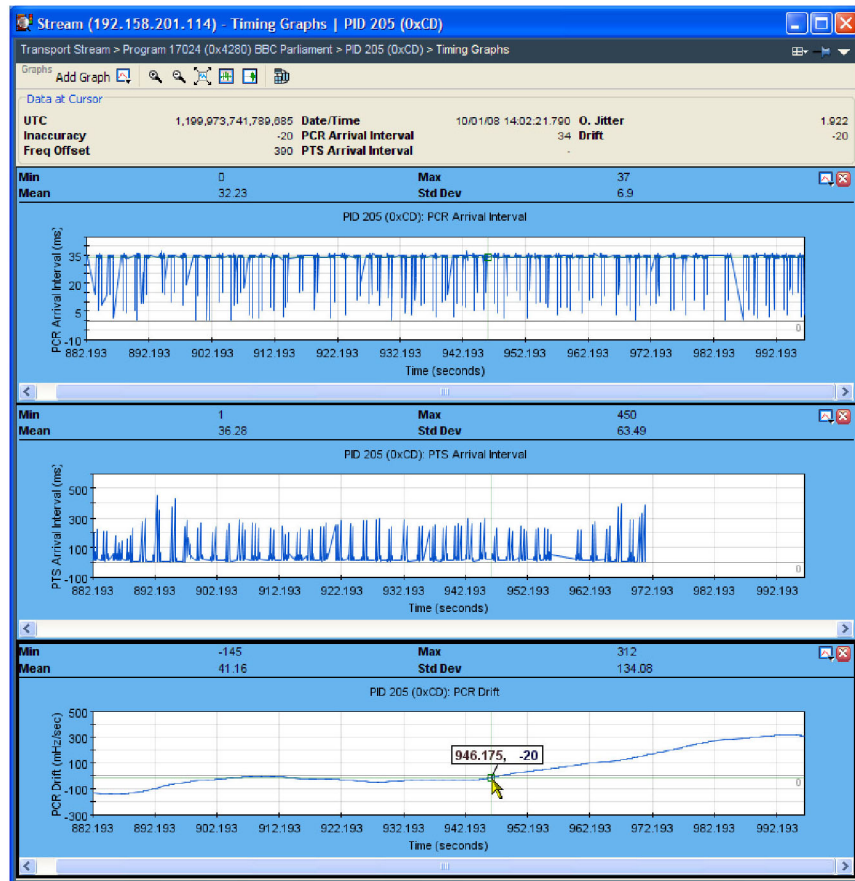 Stream (192.158.201.114) - Timing Graphs | PID 205 (0xCD)
Transport Stream > Program 17024 (0x4280) BBC Parliament > PID 205 (0xCD) > Timing Graphs
Graphs Add Graph
Data at Cursor
UTC 1,199,973,741,789,685 Date/Time 10/01/08 14:02:21.790 O. Jitter 1.922
Inaccuracy -20 PCR Arrival Interval 34 Drift -20
Freq Offset 390 PTS Arrival Interval -
Min 0 Max 37
Mean 32.23 Std Dev 6.9
PID 205 (0xCD): PCR Arrival Interval
PCR Arrival Interval (ms)
35
20
5
-10
0
882.193 892.193 902.193 912.193 922.193 932.193 942.193 952.193 962.193 972.193 982.193 992.193
Time (seconds)
Min 1 Max 450
Mean 36.28 Std Dev 63.49
PID 205 (0xCD): PTS Arrival Interval
PTS Arrival Interval (ms)
500
300
100
-100
0
882.193 892.193 902.193 912.193 922.193 932.193 942.193 952.193 962.193 972.193 982.193 992.193
Time (seconds)
Min -145 Max 312
Mean 41.16 Std Dev 134.08
PID 205 (0xCD): PCR Drift
PCR Drift (mHz/sec)
500
300
100
-100
-300
946.175, -20
0
882.193 892.193 902.193 912.193 922.193 932.193 942.193 952.193 962.193 972.193 982.193 992.193
Time (seconds)